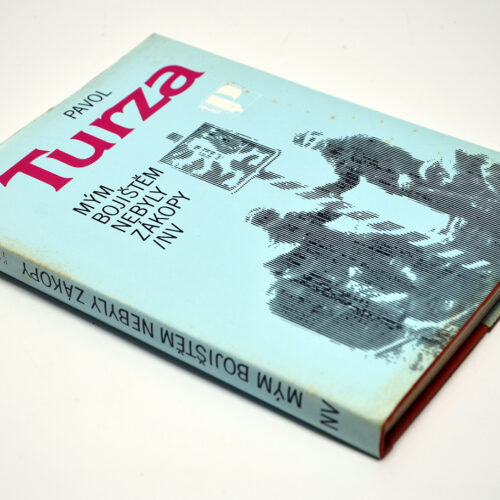 PAVOL
Turza
MÝM
BOJIŠTĚM
NEBYLY
ZÁKOPY
/NV
P
MÝM BOJIŠTĚM NEBYLY ZÁKOPY
NV